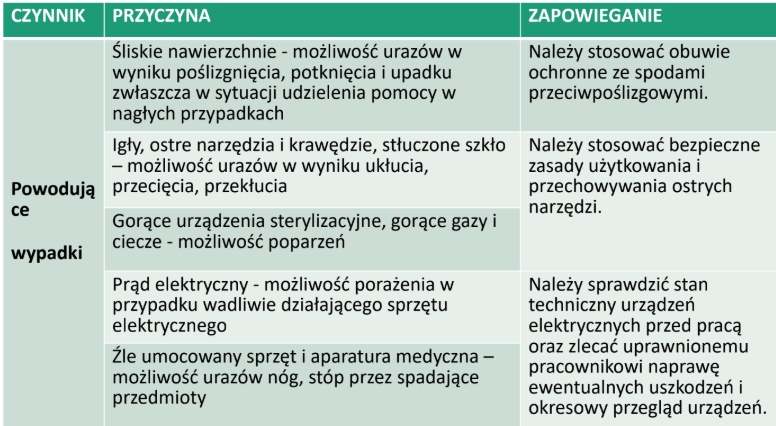 CZYNNIK
PRZYCZYNA
ZAPOWIEGANIE
Powodują
ce
wypadki
Śliskie nawierzchnie - możliwość urazów w
wyniku poślizgnięcia, potknięcia i upadku
zwłaszcza w sytuacji udzielenia pomocy w
nagłych przypadkach
Należy stosować obuwie
ochronne ze spodami
przeciwpoślizgowymi.
Igły, ostre narzędzia i krawędzie, stłuczone szkło
– możliwość urazów w wyniku ukłucia,
przecięcia, przekłucia
Należy stosować bezpieczne
zasady użytkowania i
przechowywania ostrych
narzędzi.
Gorące urządzenia sterylizacyjne, gorące gazy i
ciecze - możliwość poparzeń
Prąd elektryczny - możliwość porażenia w
przypadku wadliwie działającego sprzętu
elektrycznego
Należy sprawdzić stan
techniczny urządzeń
elektrycznych przed pracą
oraz zlecać uprawnionemu
pracownikowi naprawę
ewentualnych uszkodzeń i
okresowy przegląd urządzeń.
Źle umocowany sprzęt i aparatura medyczna –
możliwość urazów nóg, stóp przez spadające
przedmioty